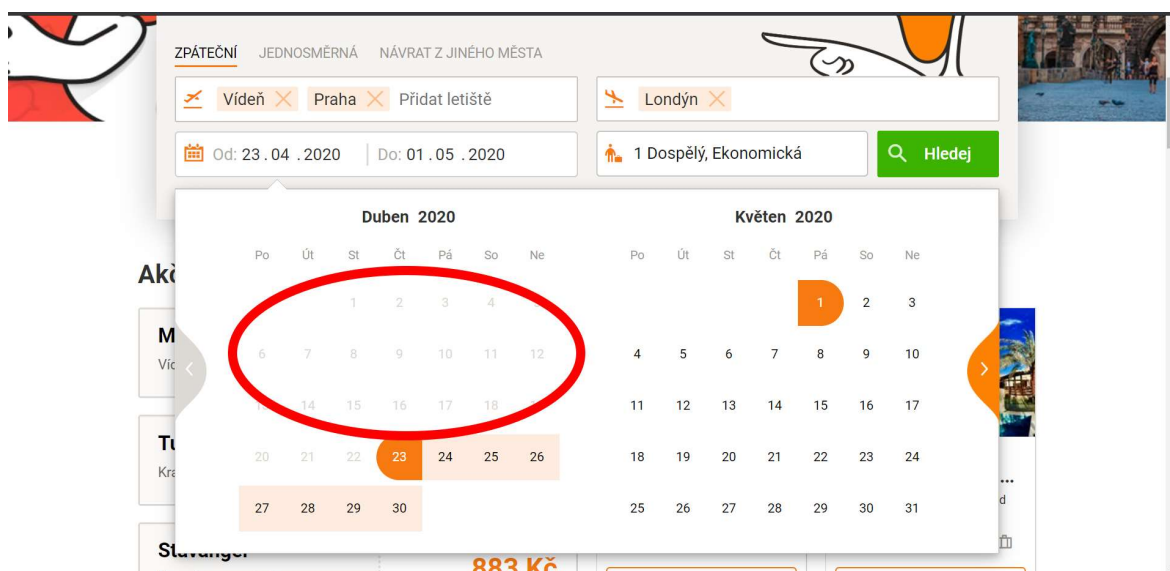 ZPÁTEČNÍ JEDNOSMĚRNÁ NÁVRAT Z JINÉHO MĚSTA
Vídeň Praha Přidat letiště
Londýn
Od: 23 . 04 . 2020 Do: 01 . 05 . 2020
1 Dospělý, Ekonomická
Hledej
Duben 2020
Po Út St Čt Pá So Ne
1 2 3 4
6 7 8 9 10 11 12
13 14 15 16 17 18
20 21 22 23 24 25 26
27 28 29 30
Květen 2020
Po Út St Čt Pá So Ne
1 2 3
4 5 6 7 8 9 10
11 12 13 14 15 16 17
18 19 20 21 22 23 24
25 26 27 28 29 30 31
Stavanger
883 Kč